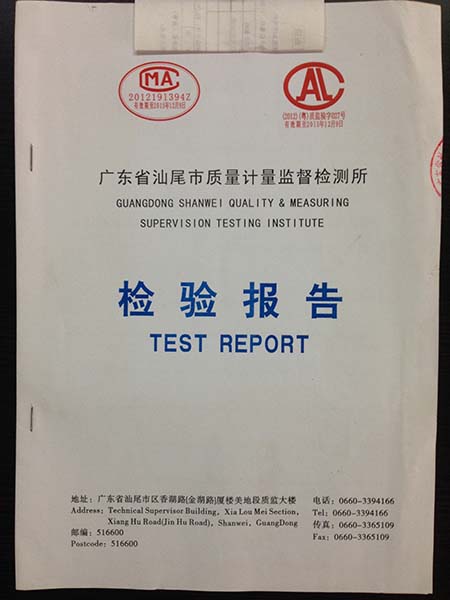 CMA
2012191394Z
有效期至2015年12月9日
CAL
(2012)(粤)质监验字027号
有效期至2015年12月9日
广东省汕尾市质量计量监督检测所
GUANGDONG SHANWEI QUALITY & MEASURING
SUPERVISION TESTING INSTITUTE
检验报告
TEST REPORT
地址：广东省汕尾市区香湖路(金湖路)厦楼美地段质监大楼 电话：0660-3394166
Address: Technical Supervisor Building, Xia Lou Mei Section, Tel: 0660-3394166
Xiang Hu Road(Jin Hu Road), Shanwei, GuangDong 传真：0660-3365109
邮编：516600 Fax: 0660-3365109
Postcode: 516600